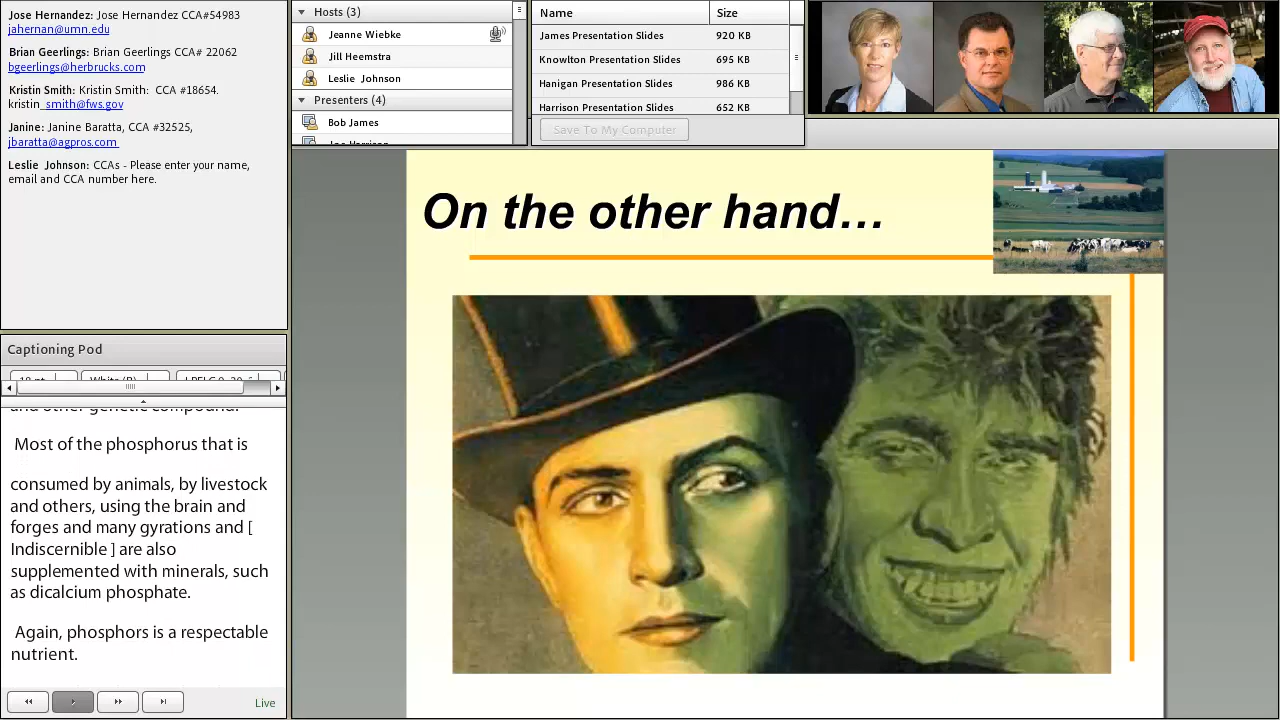 Jose Hernandez: Jose Hernandez CCA#54983
jahernan@umn.edu
Brian Geerlings: Brian Geerlings CCA# 22062
bgeerlings@herbrucks.com
Kristin Smith: Kristin Smith: CCA #18654.
kristin_smith@fws.gov
Janine: Janine Baratta, CCA #32525,
jbaratta@agpros.com
Leslie Johnson: CCAs - Please enter your name,
email and CCA number here.
Hosts (3)
Jeanne Wiebke
Jill Heemstra
Leslie Johnson
Presenters (4)
Bob James
Name Size
James Presentation Slides 920 KB
Knowlton Presentation Slides 695 KB
Hanigan Presentation Slides 986 KB
Harrison Presentation Slides 652 KB
Save To My Computer
On the other hand...
Captioning Pod
and other genetic compound.
Most of the phosphorus that is
consumed by animals, by livestock
and others, using the brain and
forges and many gyrations and [
Indiscernible ] are also
supplemented with minerals, such
as dicalcium phosphate.
Again, phosphors is a respectable
nutrient.
Live